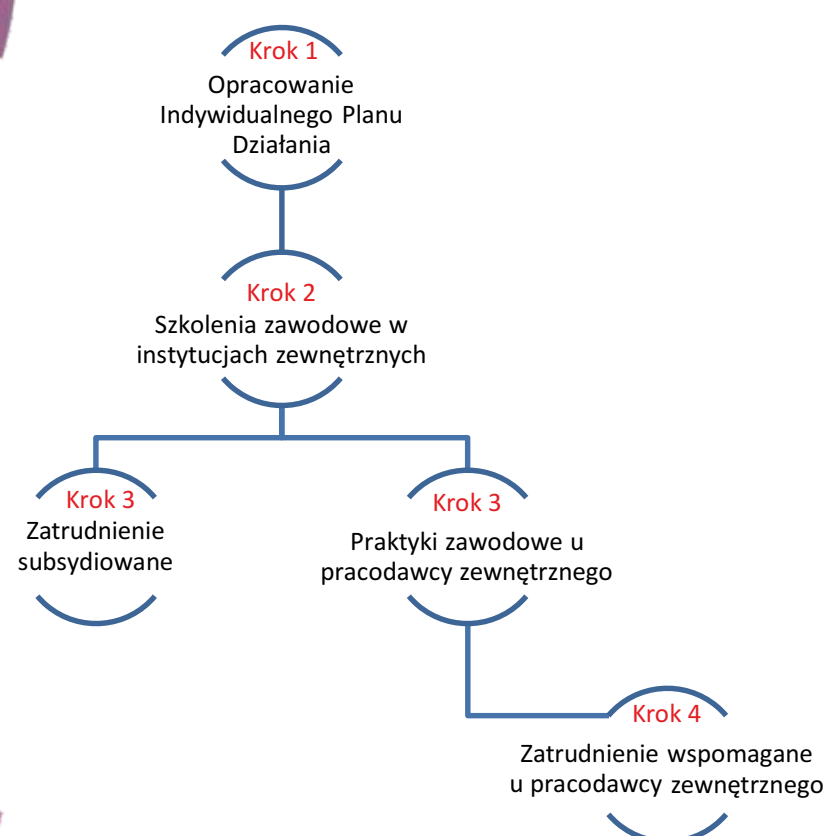 Krok 1
Opracowanie
Indywidualnego Planu
Działania
Krok 2
Szkolenia zawodowe w
instytucjach zewnętrznych
Krok 3
Zatrudnienie
subsydiowane
Krok 3
Praktyki zawodowe u
pracodawcy zewnętrznego
Krok 4
Zatrudnienie wspomagane
u pracodawcy zewnętrznego